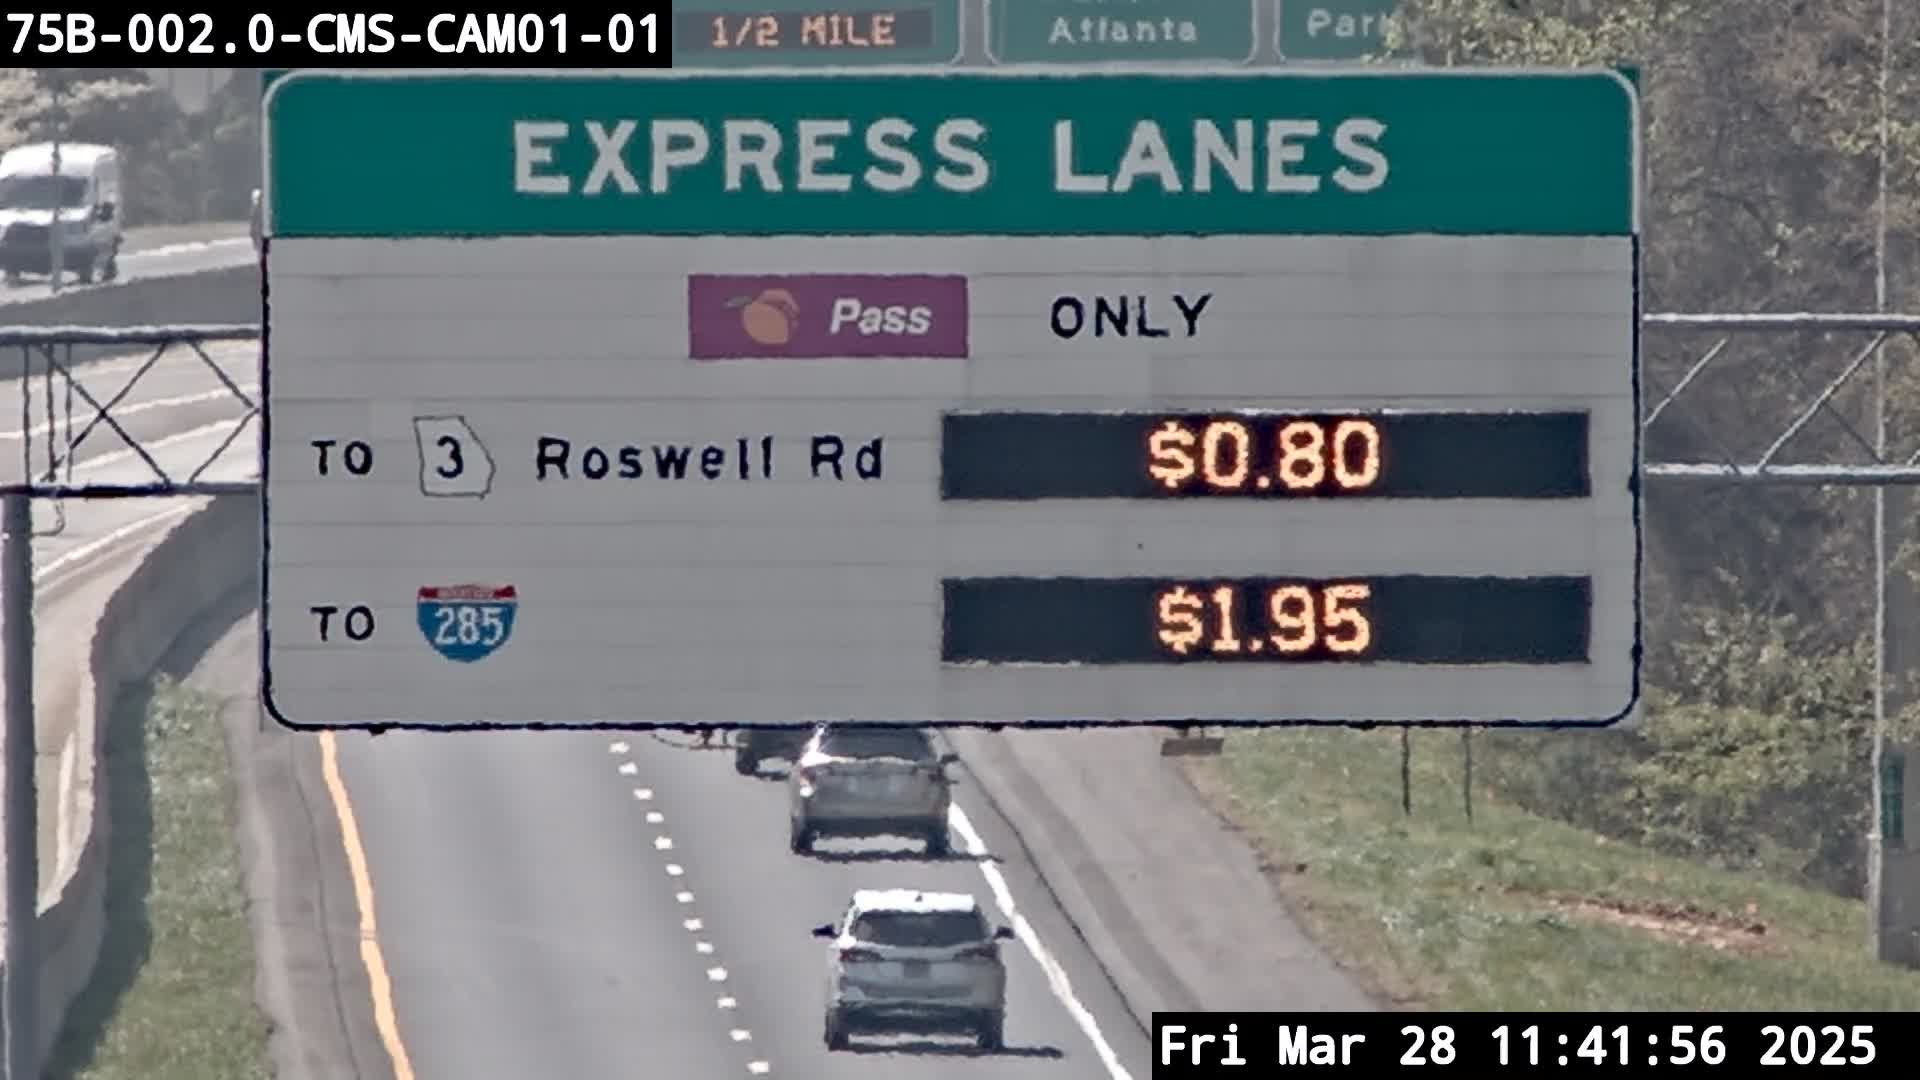 75B-002.0-CMS-CAM01-01
1/2 MILE
Atlanta
EXPRESS LANES
Pass ONLY
TO 3 Roswell Rd $0.80
TO 285 $1.95
Fri Mar 28 11:41:56 2025